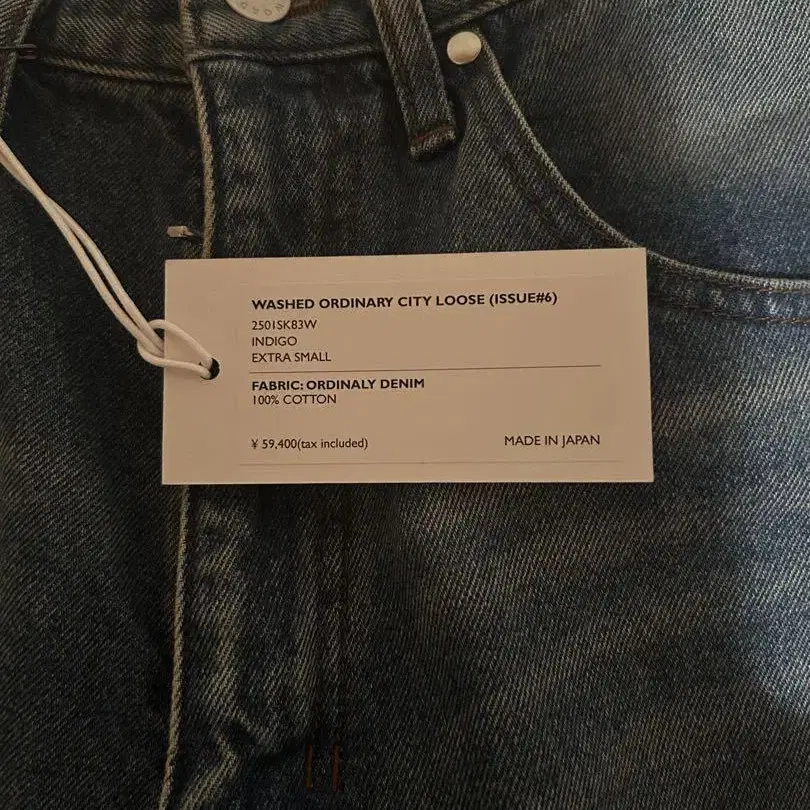 WASHED ORDINARY CITY LOOSE (ISSUE#6)
2501SK83W
INDIGO
EXTRA SMALL
FABRIC: ORDINALY DENIM
100% COTTON
¥ 59,400(tax included)
MADE IN JAPAN